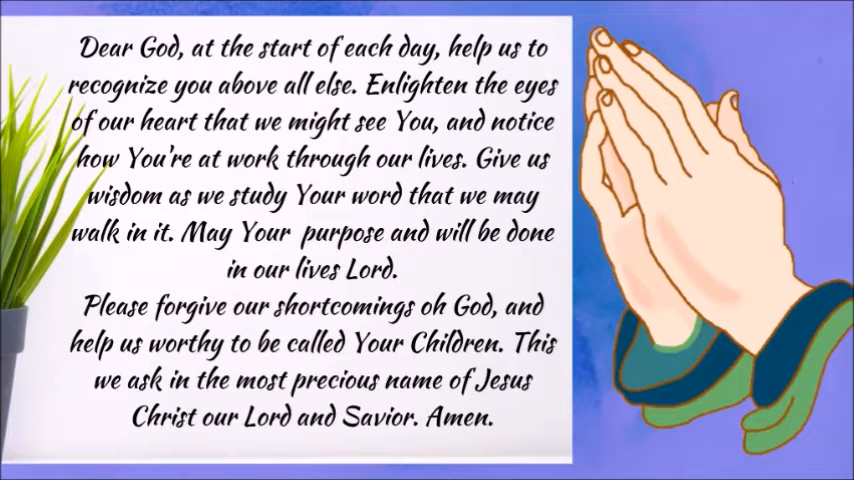 Dear God, at the start of each day, help us to
recognize you above all else. Enlighten the eyes
of our heart that we might see You, and notice
how You're at work through our lives. Give us
wisdom as we study Your word that we may
walk in it. May Your purpose and will be done
in our lives Lord.
Please forgive our shortcomings oh God, and
help us worthy to be called Your Children. This
we ask in the most precious name of Jesus
Christ our Lord and Savior. Amen.